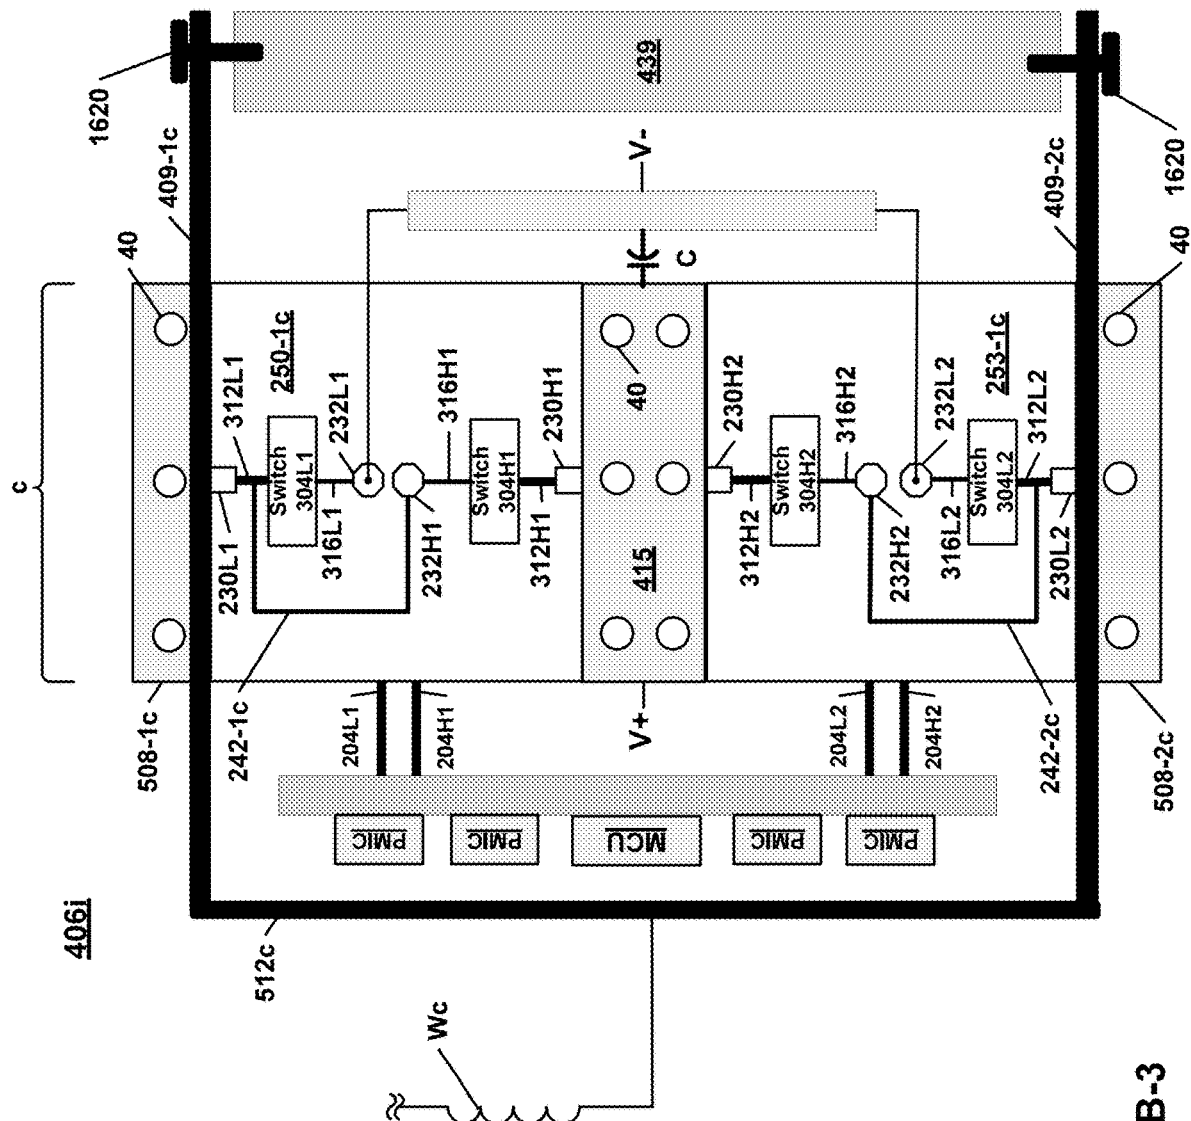 406i
c
508-1c
40
409-1c
1620
439
512c
Wc
230L1
312L1
250-1c
Switch
304L1
316L1
232L1
242-1c
232H1
316H1
Switch
304H1
312H1
230H1
204L1
204H1
V+
415
40
C
V-
PMIC
PMIC
MCU
PMIC
PMIC
230H2
312H2
Switch
304H2
316H2
232H2
232L2
316L2
253-1c
Switch
304L2
312L2
230L2
204L2
204H2
242-2c
409-2c
508-2c
40
1620
B-3